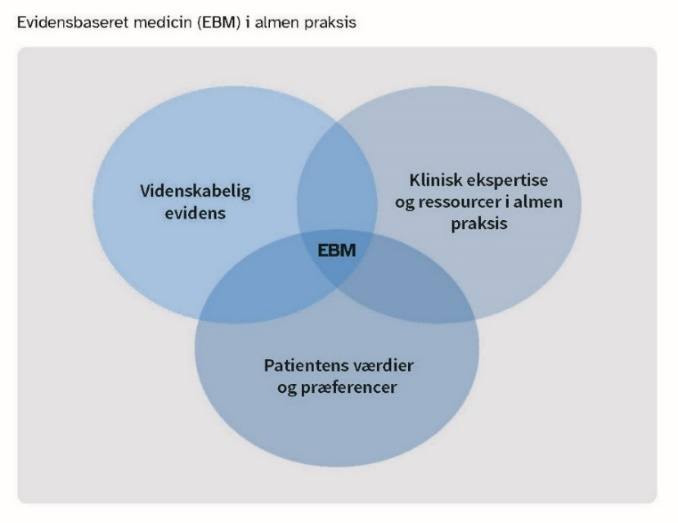 Evidensbaseret medicin (EBM) i almen praksis
Videnskabelig
evidens
Klinisk ekspertise
og ressourcer i almen
praksis
EBM
Patientens værdier
og præferencer